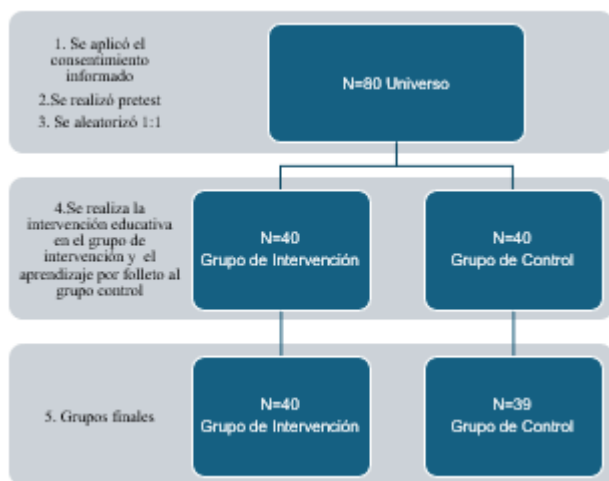 1. Se aplicó el
consentimiento
informado
2.Se realizó pretest
3. Se aleatorizó 1:1
N=80 Universo
4.Se realiza la
intervención educativa
en el grupo de
intervención y el
aprendizaje por folleto al
grupo control
N=40
Grupo de Intervención
N=40
Grupo de Control
5. Grupos finales
N=40
Grupo de Intervención
N=39
Grupo de Control